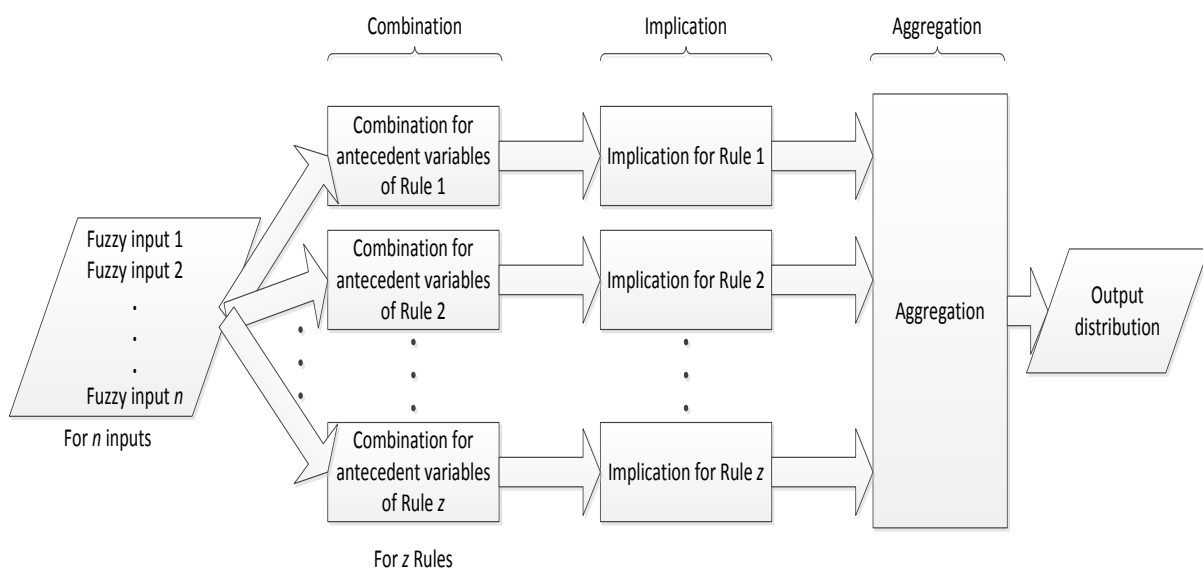 Combination
Implication
Aggregation
Fuzzy input 1
Fuzzy input 2
.
.
.
Fuzzy input n
For n inputs
Combination for
antecedent variables
of Rule 1
Implication for Rule 1
Combination for
antecedent variables
of Rule 2
Implication for Rule 2
Combination for
antecedent variables
of Rule z
Implication for Rule z
For z Rules
Aggregation
Output
distribution